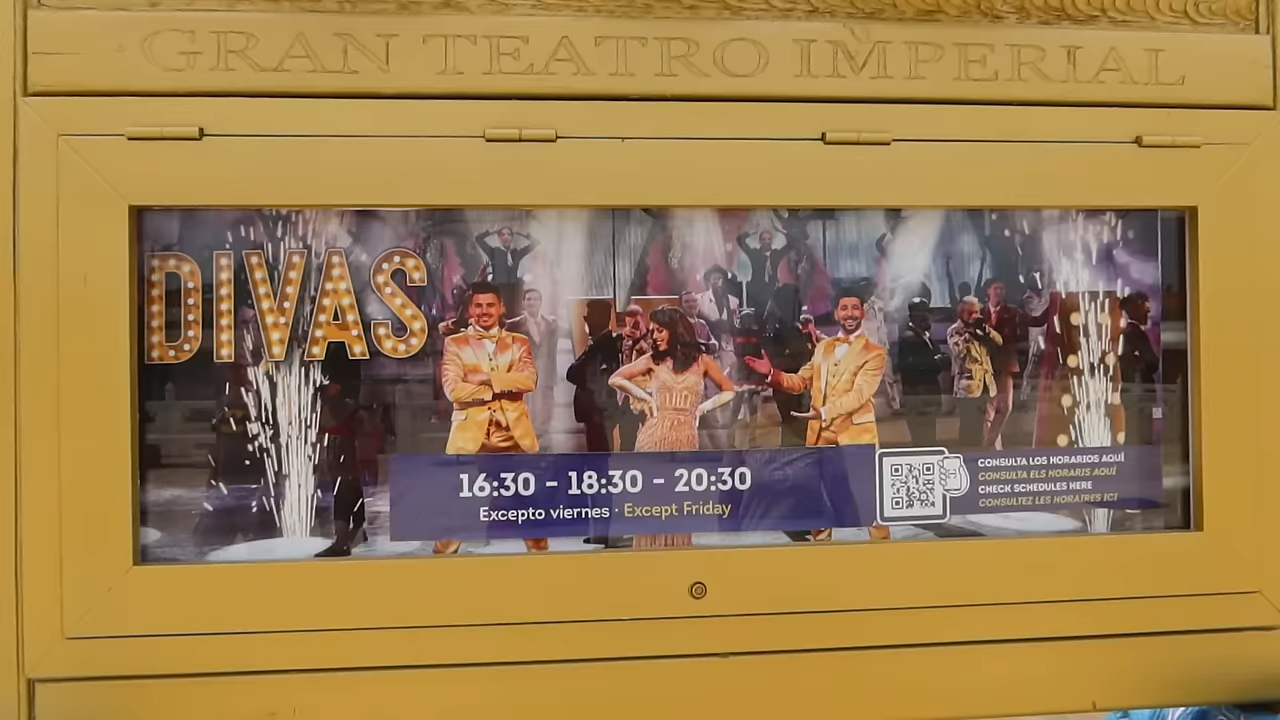 GRAN TEATRO IMPERIAL
DIVAS
16:30 - 18:30 - 20:30
Excepto viernes · Except Friday
CONSULTA LOS HORARIOS AQUÍ
CONSULTA ELS HORARIS AQUÍ
CHECK SCHEDULES HERE
CONSULTEZ LES HORAIRES ICI